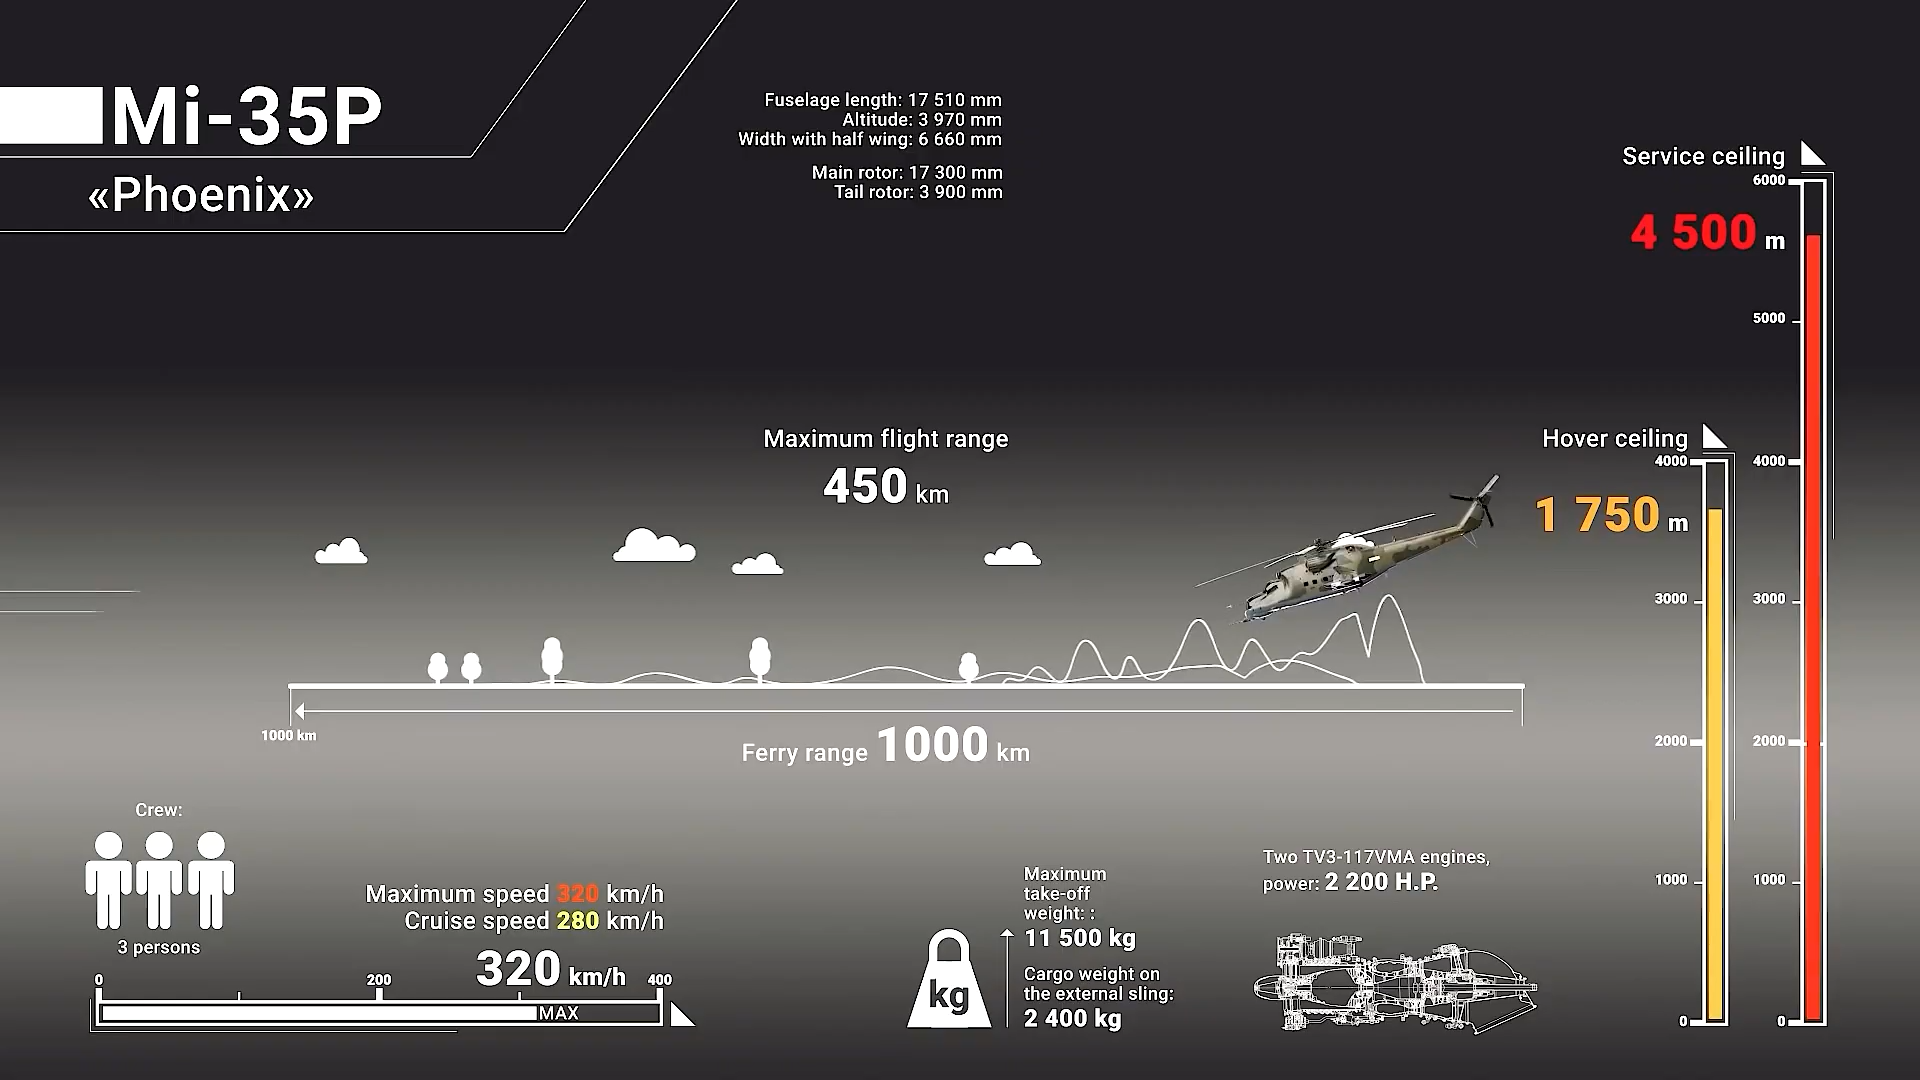 Mi-35P
«Phoenix»
Fuselage length: 17 510 mm
Altitude: 3 970 mm
Width with half wing: 6 660 mm
Main rotor: 17 300 mm
Tail rotor: 3 900 mm
Service ceiling
6000
4 500 m
5000
4000
3000
2000
1000
0
Hover ceiling
4000
1 750 m
3000
2000
1000
0
Maximum flight range
450 km
1000 km
Ferry range 1000 km
Crew:
3 persons
Maximum speed 320 km/h
Cruise speed 280 km/h
320 km/h
0 200 400
MAX
kg
Maximum
take-off
weight: :
11 500 kg
Cargo weight on
the external sling:
2 400 kg
Two TV3-117VMA engines,
power: 2 200 H.P.